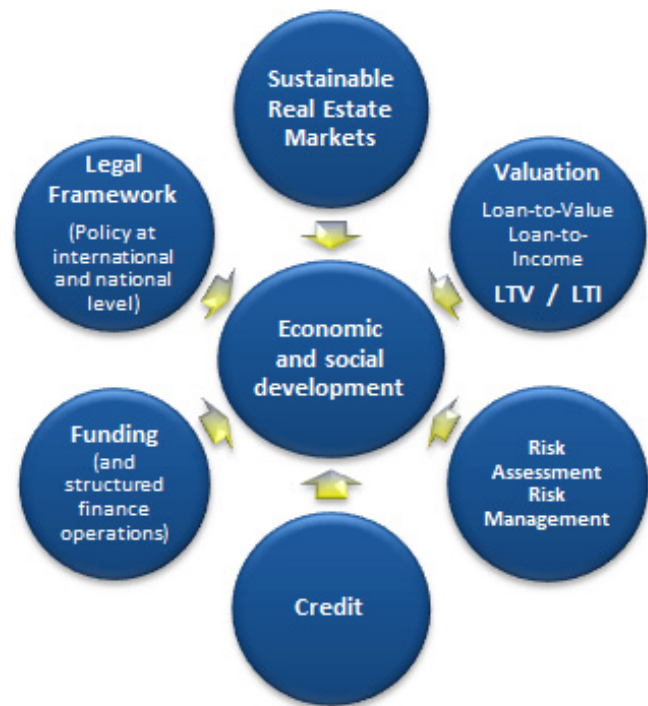 Sustainable
Real Estate
Markets
Legal
Framework
(Policy at
international
and national
level)
Valuation
Loan-to-Value
Loan-to-
Income
LTV / LTI
Economic
and social
development
Funding
(and
structured
finance
operations)
Risk
Assessment
Risk
Management
Credit